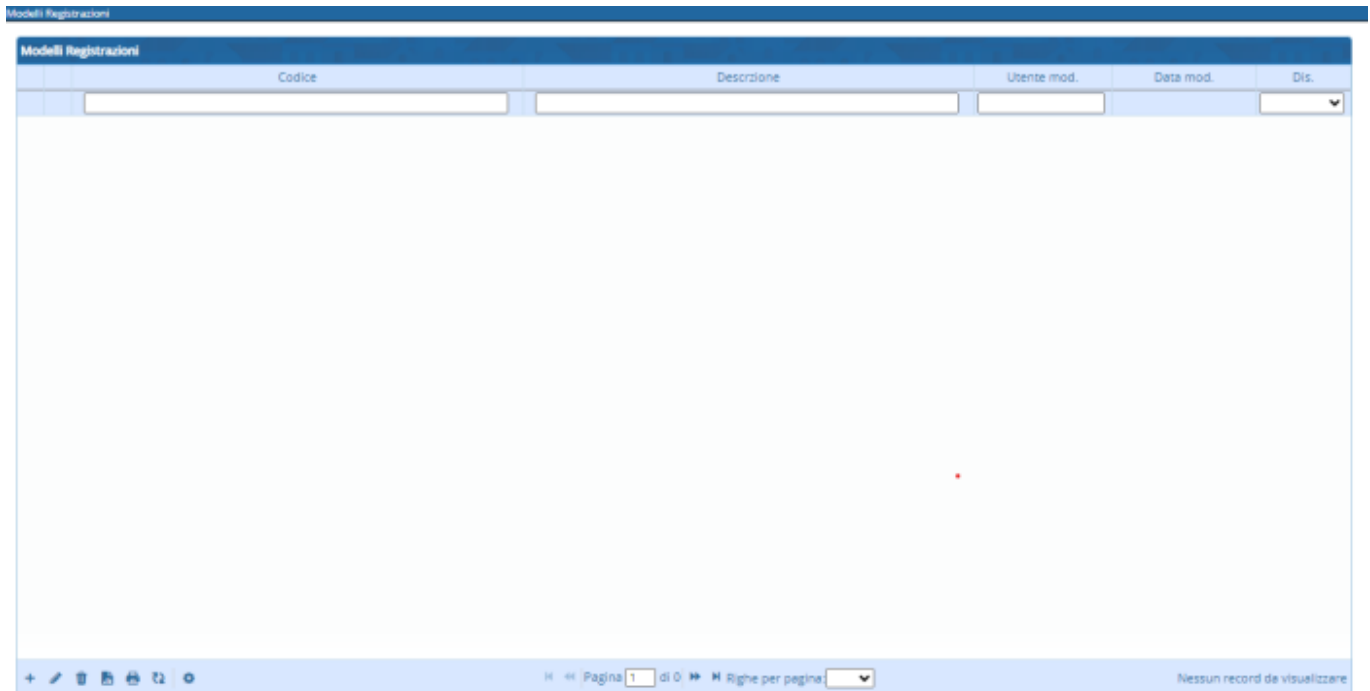 Modelli Registrazioni
Modelli Registrazioni
Codice Descrzione Utente mod. Data mod. Dis.
Pagina 1 di 0 Righe per pagina: Nessun record da visualizzare